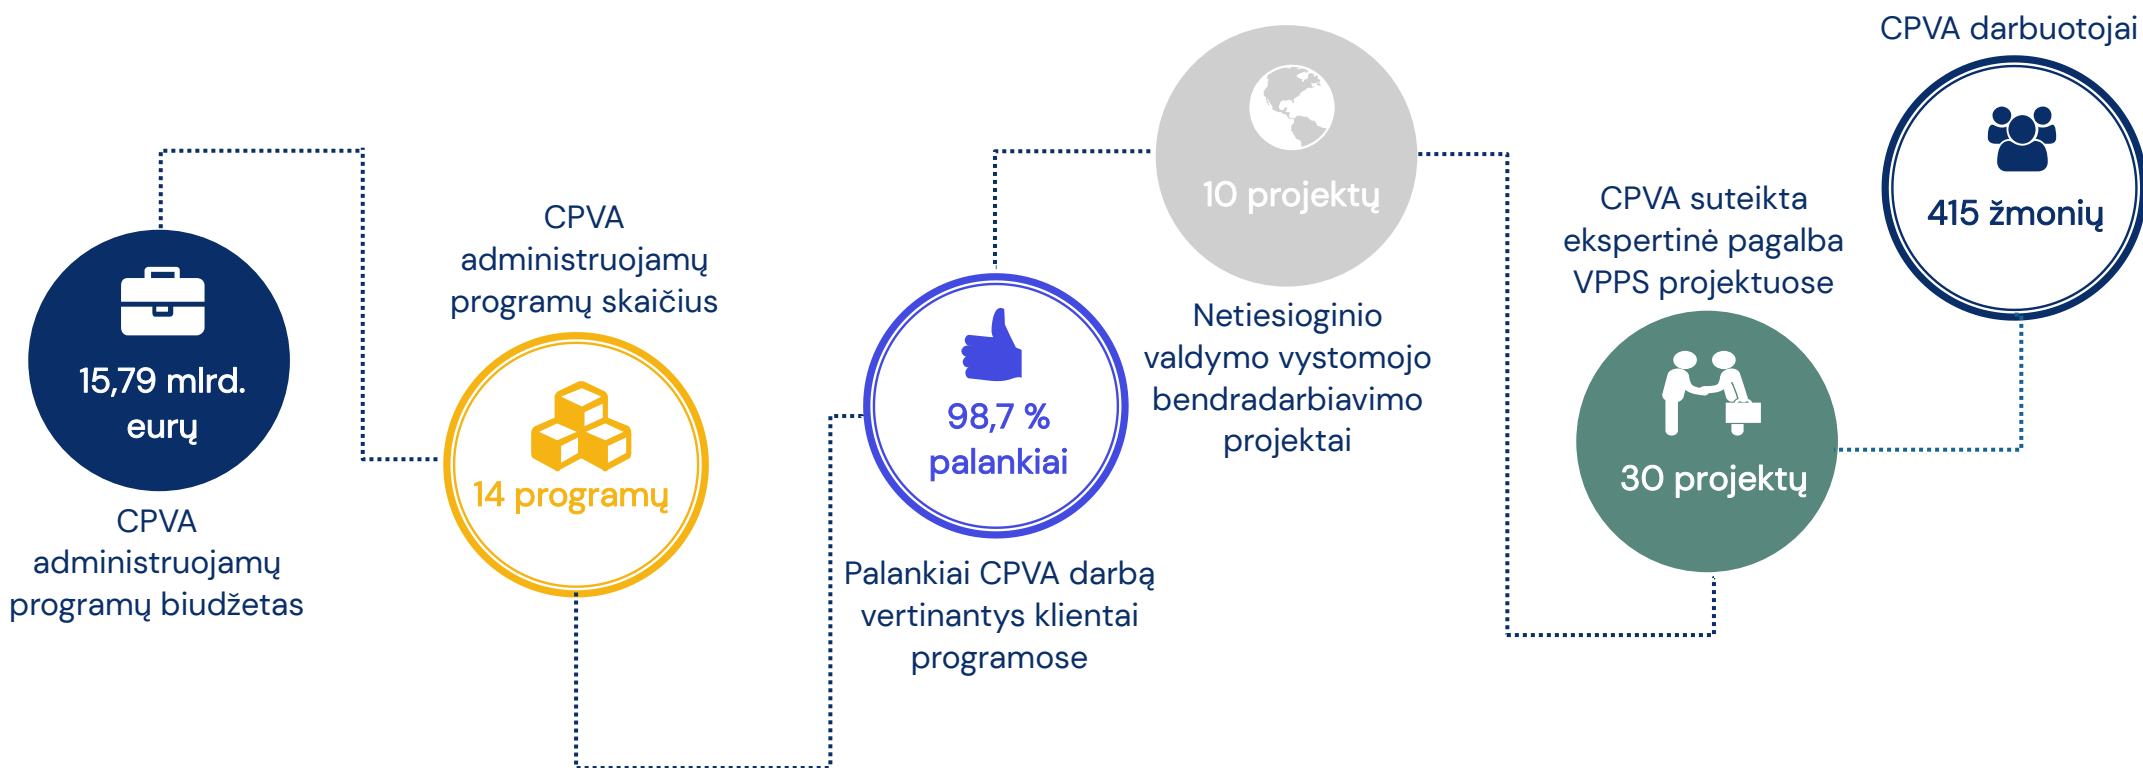 15,79 mlrd.
eurų
CPVA
administruojamų
programų biudžetas
CPVA
administruojamų
programų skaičius
14 programų
98,7 %
palankiai
Palankiai CPVA darbą
vertinantys klientai
programose
10 projektų
Netiesioginio
valdymo vystomojo
bendradarbiavimo
projektai
CPVA suteikta
ekspertinė pagalba
VPPS projektuose
30 projektų
CPVA darbuotojai
415 žmonių